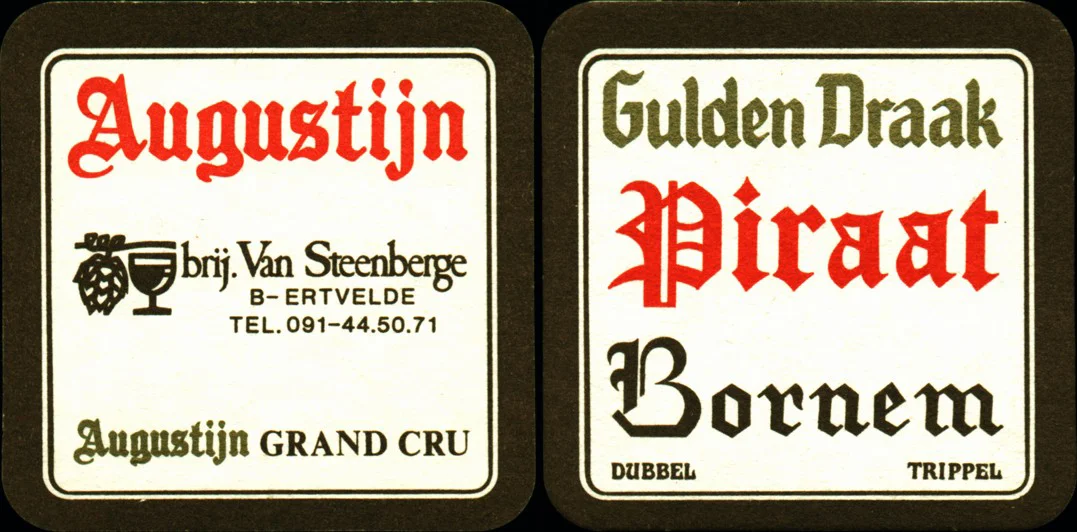 Augustijn
brij. Van Steenberge
B-ERTVELDE
TEL. 091-44.50.71
Augustijn GRAND CRU
Gulden Draak
Piraat
Bornem
DUBBEL TRIPPEL